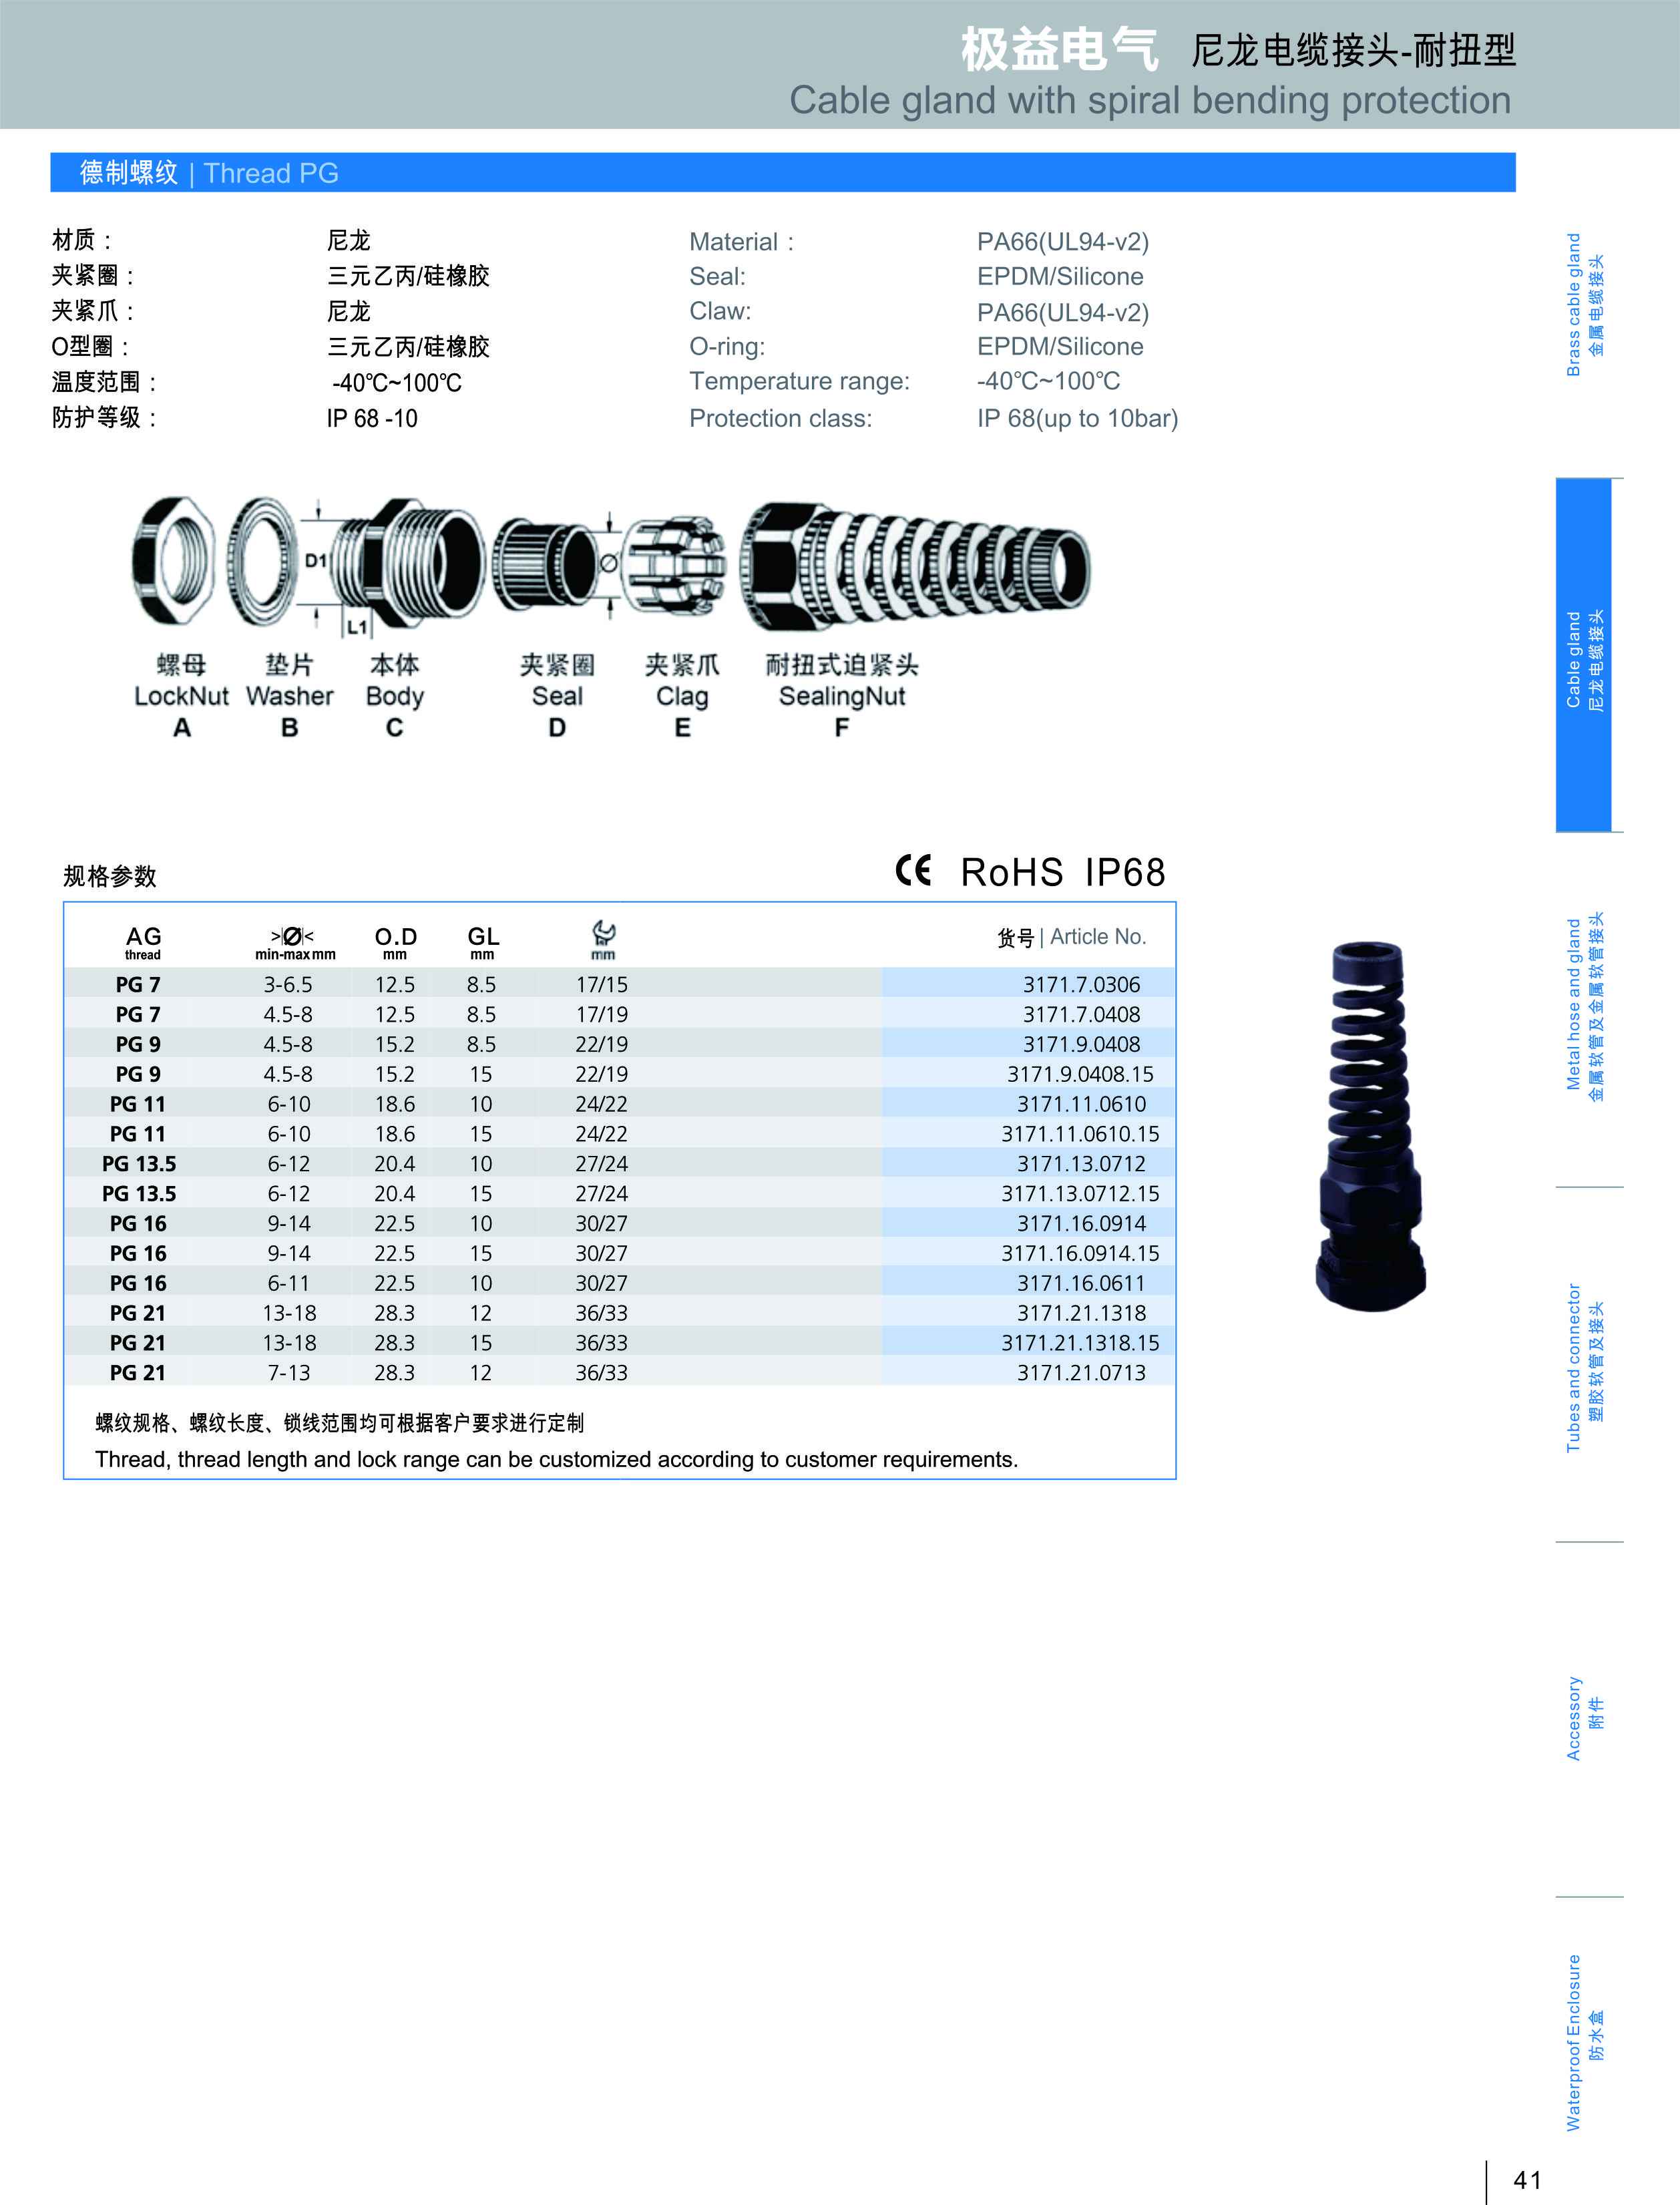 极益电气 尼龙电缆接头-耐扭型
Cable gland with spiral bending protection
德制螺纹 | Thread PG
材质： 尼龙 Material： PA66(UL94-v2)
夹紧圈： 三元乙丙/硅橡胶 Seal: EPDM/Silicone
夹紧爪： 尼龙 Claw: PA66(UL94-v2)
O型圈： 三元乙丙/硅橡胶 O-ring: EPDM/Silicone
温度范围： -40℃~100℃ Temperature range: -40℃~100℃
防护等级： IP 68 -10 Protection class: IP 68(up to 10bar)
D1 Ø
L1
螺母 垫片 本体 夹紧圈 夹紧爪 耐扭式迫紧头
LockNut Washer Body Seal Clag SealingNut
A B C D E F
规格参数 CE RoHS IP68
AG >|Ø|< O.D GL 货号 | Article No.
thread min-max mm mm mm mm
PG 7 3-6.5 12.5 8.5 17/15 3171.7.0306
PG 7 4.5-8 12.5 8.5 17/19 3171.7.0408
PG 9 4.5-8 15.2 8.5 22/19 3171.9.0408
PG 9 4.5-8 15.2 15 22/19 3171.9.0408.15
PG 11 6-10 18.6 10 24/22 3171.11.0610
PG 11 6-10 18.6 15 24/22 3171.11.0610.15
PG 13.5 6-12 20.4 10 27/24 3171.13.0712
PG 13.5 6-12 20.4 15 27/24 3171.13.0712.15
PG 16 9-14 22.5 10 30/27 3171.16.0914
PG 16 9-14 22.5 15 30/27 3171.16.0914.15
PG 16 6-11 22.5 10 30/27 3171.16.0611
PG 21 13-18 28.3 12 36/33 3171.21.1318
PG 21 13-18 28.3 15 36/33 3171.21.1318.15
PG 21 7-13 28.3 12 36/33 3171.21.0713
螺纹规格、螺纹长度、锁线范围均可根据客户要求进行定制
Thread, thread length and lock range can be customized according to customer requirements.
Brass cable gland
金属电缆接头
Cable gland
尼龙电缆接头
Metal hose and gland
金属软管及金属软管接头
Tubes and connector
塑胶软管及接头
Accessory
附件
Waterproof Enclosure
防水盒
41